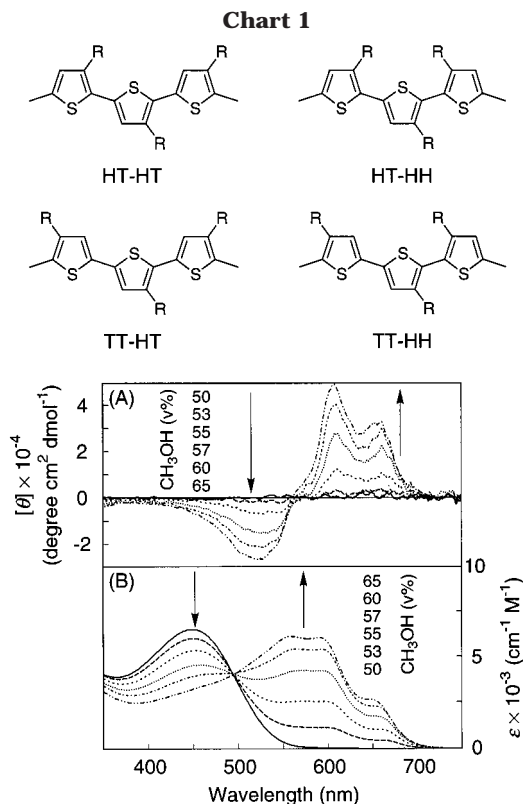 Chart 1
R R
S S S
R
HT-HT
R R
S S S
R
HT-HH
R R
S S S
R
TT-HT
R R
S S S
R
TT-HH
(A)
CH3OH (v%)
50
53
55
57
60
65
4
2
0
-2
[θ] × 10⁻⁴
(degree cm² dmol⁻¹)
(B)
65
60
57
55
53
50
CH3OH (v%)
10
5
0
ε × 10⁻³ (cm⁻¹ M⁻¹)
400 500 600 700
Wavelength (nm)